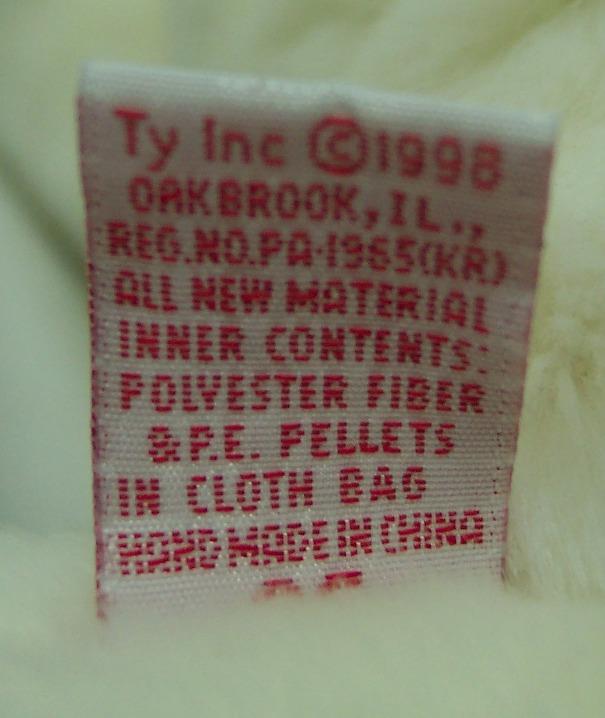 Ty Inc ©1998
OAKBROOK, IL.,
REG.NO.PA-1965(KR)
ALL NEW MATERIAL
INNER CONTENTS:
POLYESTER FIBER
& P.E. PELLETS
IN CLOTH BAG
HAND MADE IN CHINA